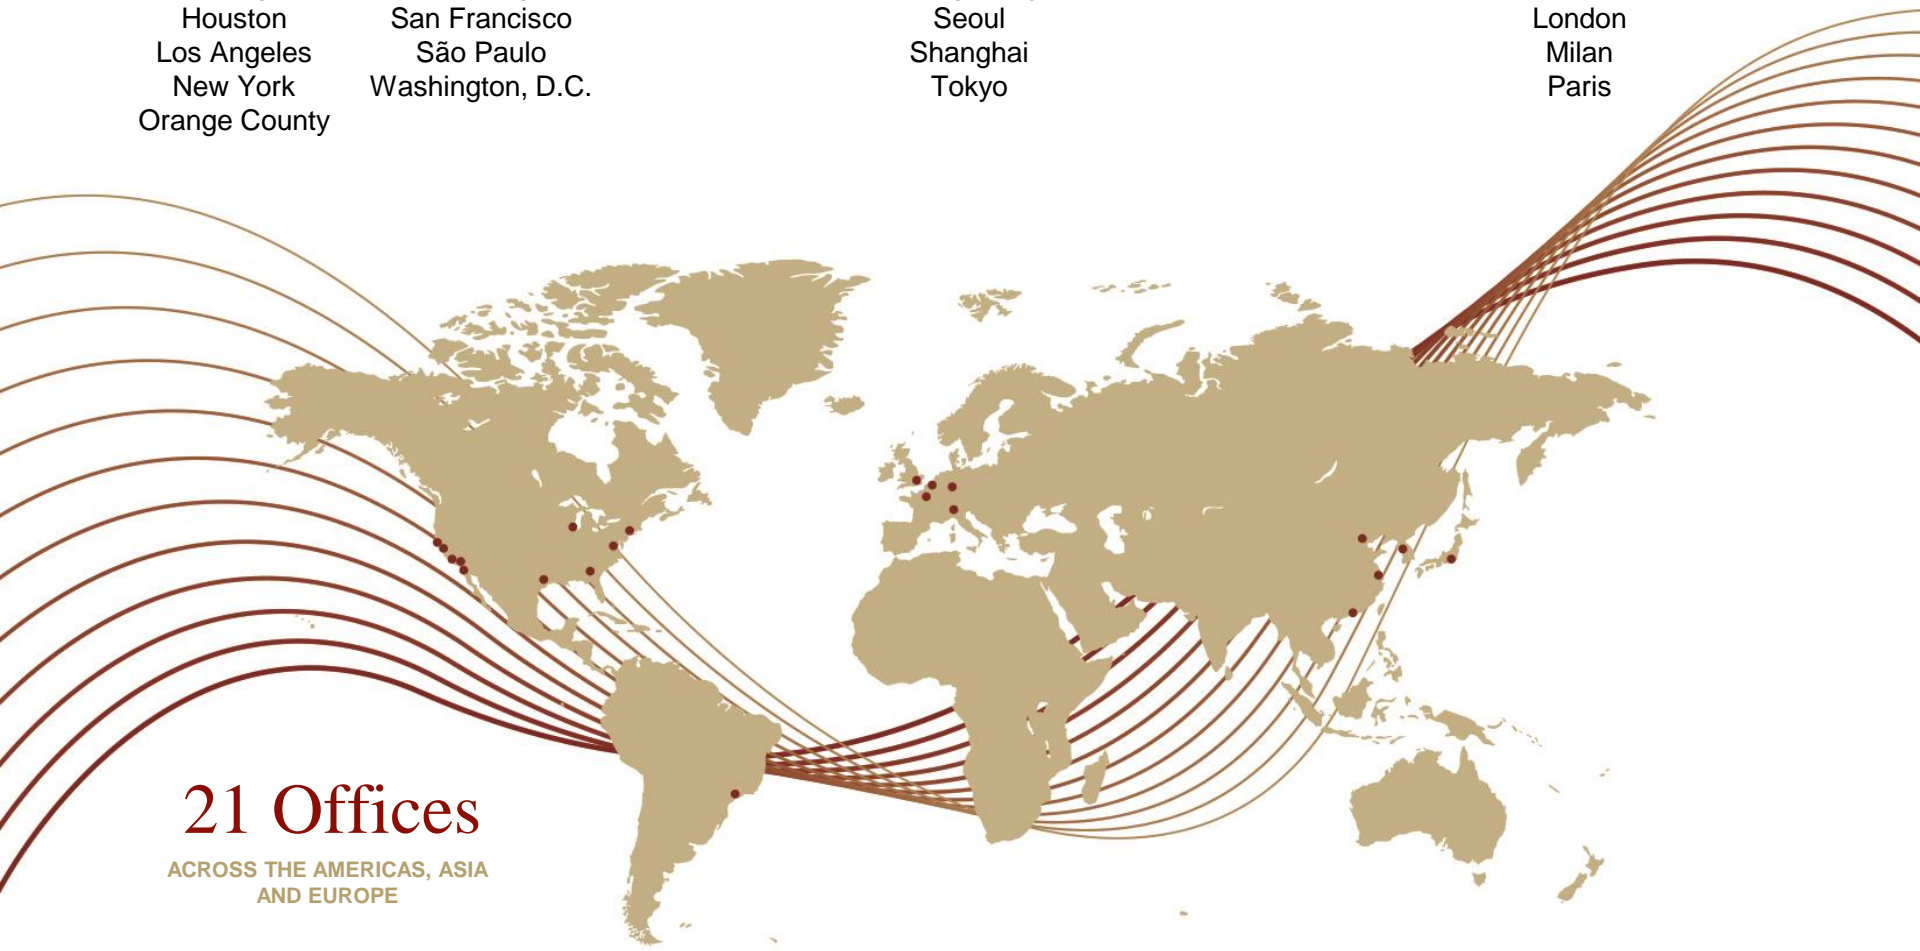 Houston
Los Angeles
New York
Orange County
San Francisco
São Paulo
Washington, D.C.
Seoul
Shanghai
Tokyo
London
Milan
Paris
21 Offices
ACROSS THE AMERICAS, ASIA
AND EUROPE